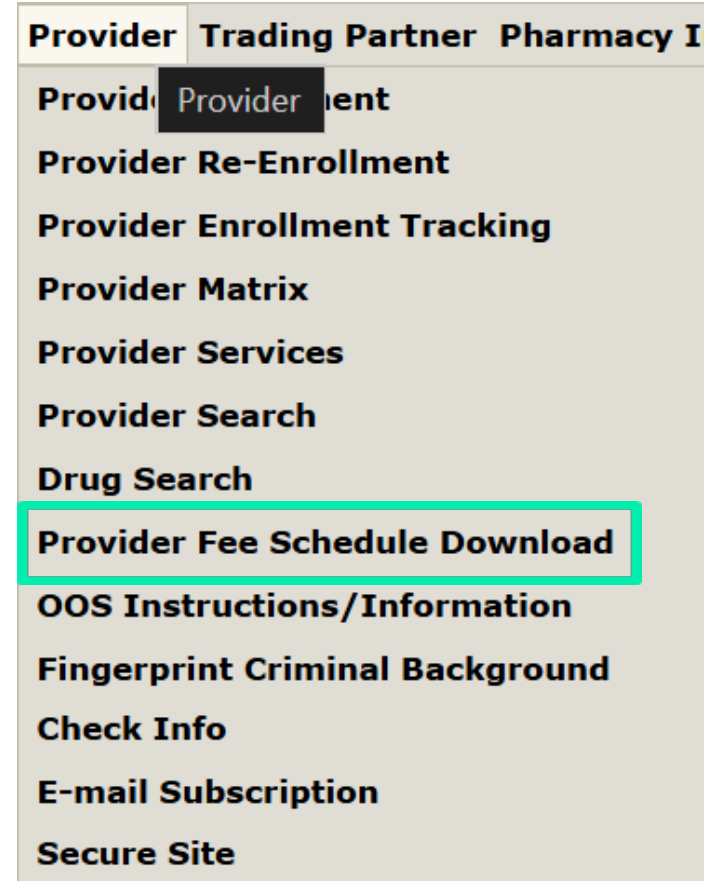 Provider Trading Partner Pharmacy I
Provider
Provider Re-Enrollment
Provider Enrollment Tracking
Provider Matrix
Provider Services
Provider Search
Drug Search
Provider Fee Schedule Download
OOS Instructions/Information
Fingerprint Criminal Background
Check Info
E-mail Subscription
Secure Site